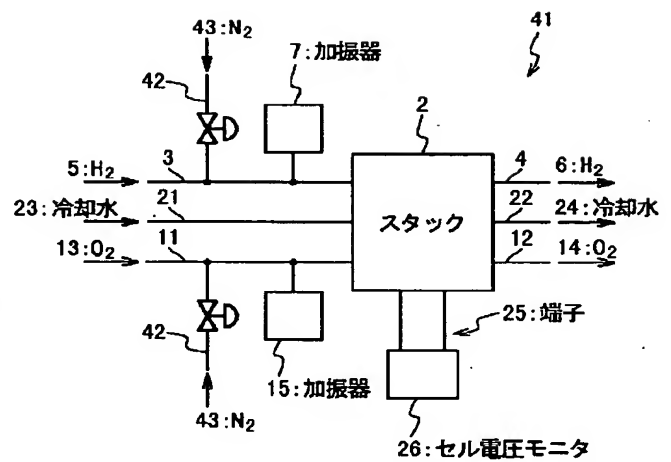 43:N₂
41
7:加振器
42
2
5:H₂
3
4
6:H₂
23:冷却水
21
スタック
22
24:冷却水
13:O₂
11
12
14:O₂
25:端子
42
15:加振器
43:N₂
26:セル電圧モニタ